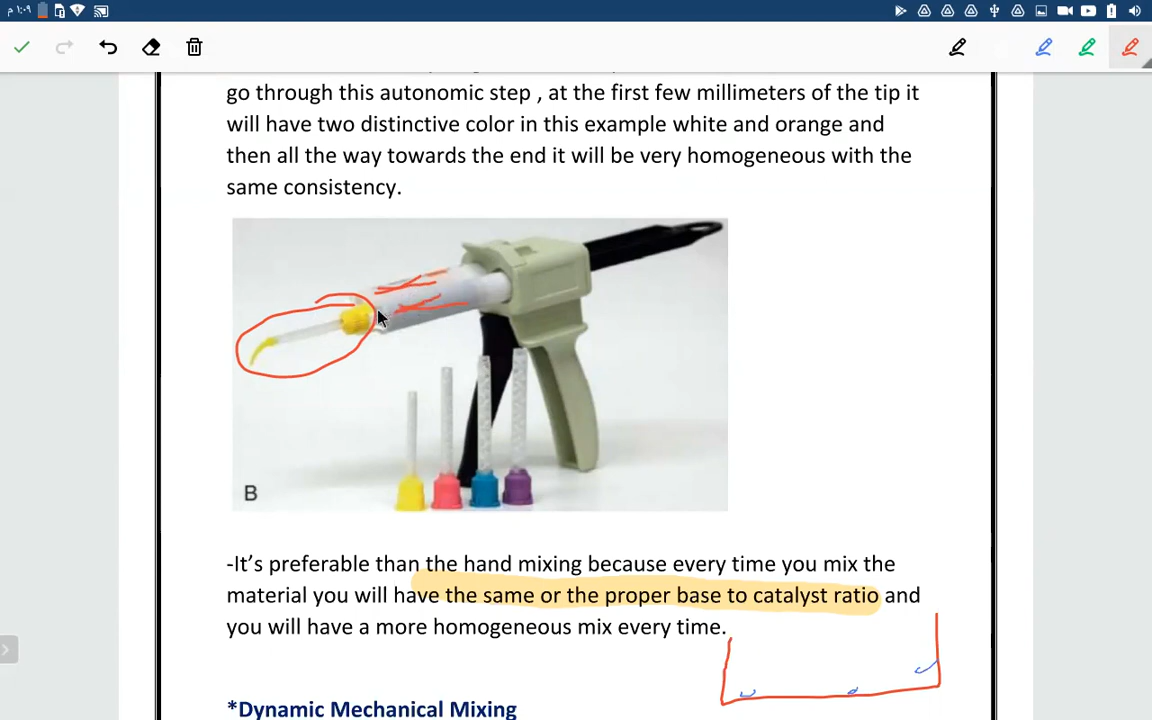 ١:٠٩ م
go through this autonomic step , at the first few millimeters of the tip it
will have two distinctive color in this example white and orange and
then all the way towards the end it will be very homogeneous with the
same consistency.
B
-It’s preferable than the hand mixing because every time you mix the
material you will have the same or the proper base to catalyst ratio and
you will have a more homogeneous mix every time.
*Dynamic Mechanical Mixing